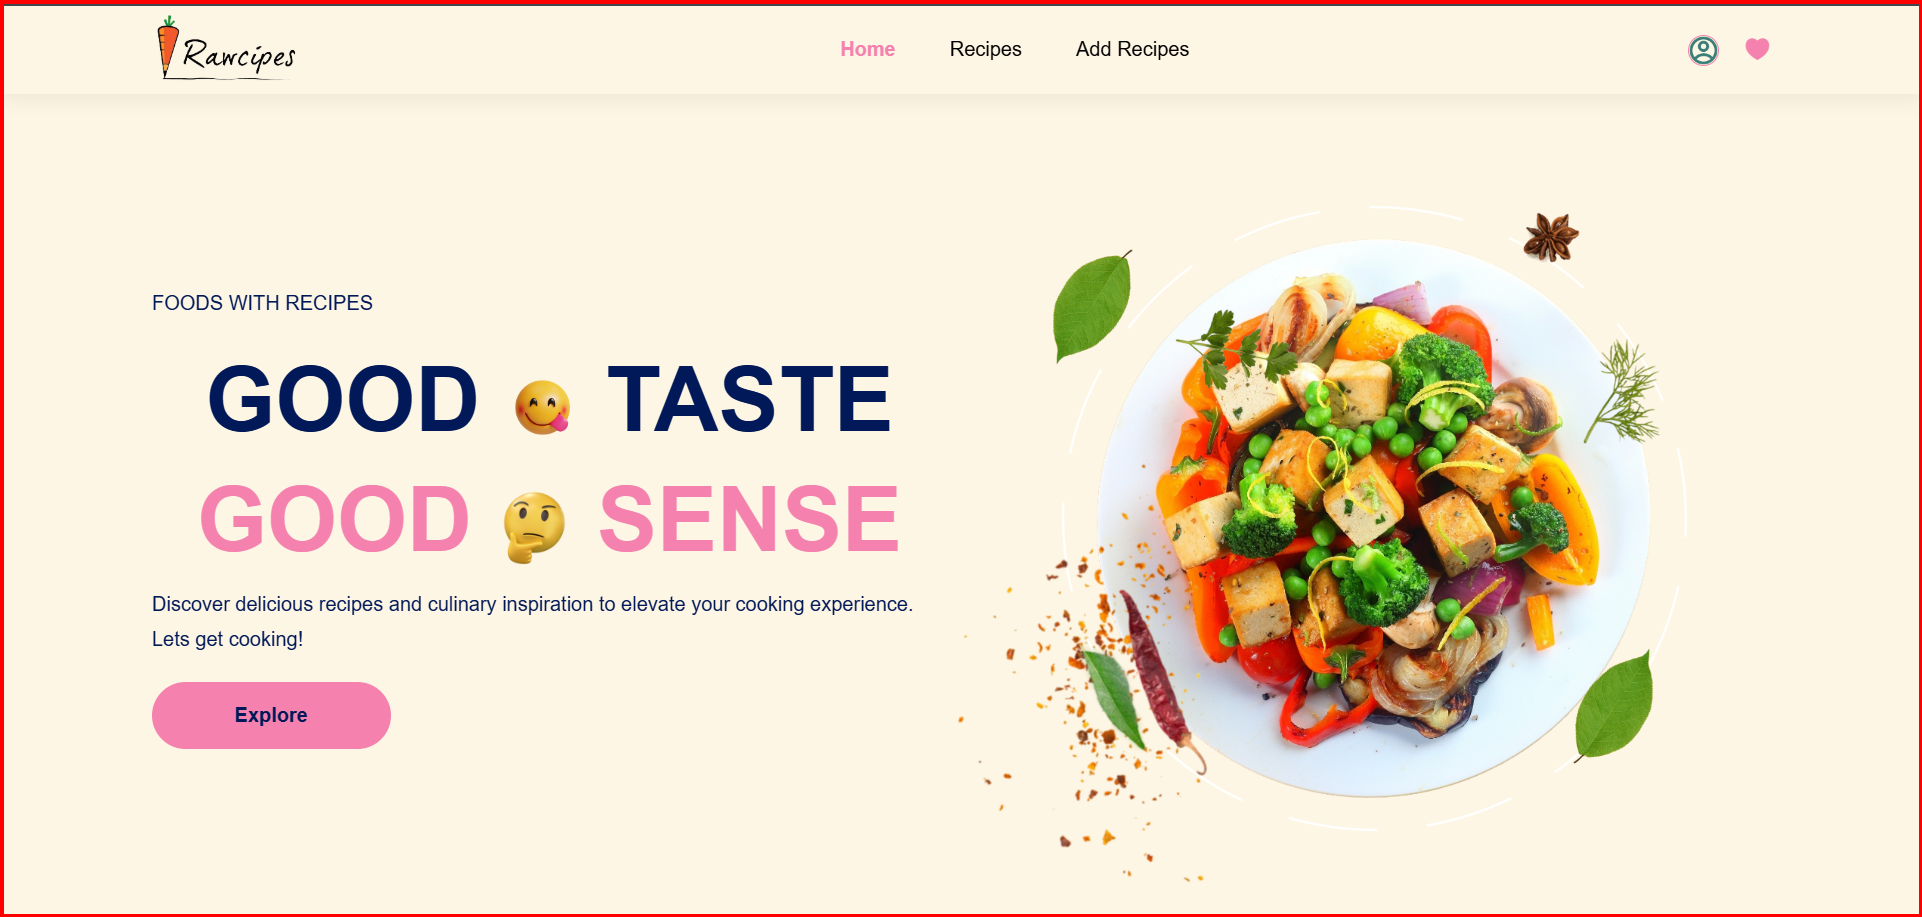 Rawcipes
Home Recipes Add Recipes
FOODS WITH RECIPES
GOOD 😋 TASTE
GOOD 🤔 SENSE
Discover delicious recipes and culinary inspiration to elevate your cooking experience.
Lets get cooking!
Explore